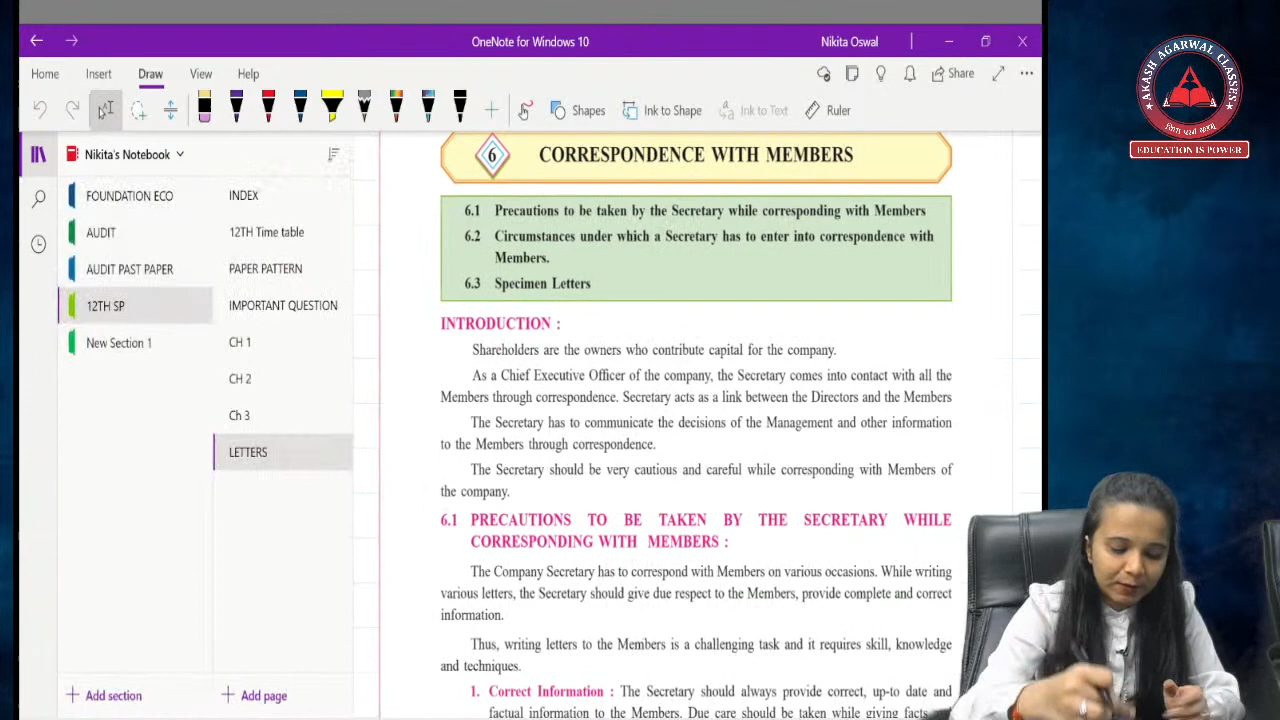 OneNote for Windows 10
Nikita Oswal
Home Insert Draw View Help
Share
Shapes Ink to Shape Ink to Text Ruler
Nikita's Notebook
FOUNDATION ECO
AUDIT
AUDIT PAST PAPER
12TH SP
New Section 1
Add section
INDEX
12TH Time table
PAPER PATTERN
IMPORTANT QUESTION
CH 1
CH 2
Ch 3
LETTERS
Add page
6 CORRESPONDENCE WITH MEMBERS
6.1 Precautions to be taken by the Secretary while corresponding with Members
6.2 Circumstances under which a Secretary has to enter into correspondence with
Members.
6.3 Specimen Letters
INTRODUCTION :
Shareholders are the owners who contribute capital for the company.
As a Chief Executive Officer of the company, the Secretary comes into contact with all the
Members through correspondence. Secretary acts as a link between the Directors and the Members
The Secretary has to communicate the decisions of the Management and other information
to the Members through correspondence.
The Secretary should be very cautious and careful while corresponding with Members of
the company.
6.1 PRECAUTIONS TO BE TAKEN BY THE SECRETARY WHILE
CORRESPONDING WITH MEMBERS :
The Company Secretary has to correspond with Members on various occasions. While writing
various letters, the Secretary should give due respect to the Members, provide complete and correct
information.
Thus, writing letters to the Members is a challenging task and it requires skill, knowledge
and techniques.
1. Correct Information : The Secretary should always provide correct, up-to date and
factual information to the Members. Due care should be taken while giving facts
AKASH AGARWAL CLASSES
EDUCATION IS POWER